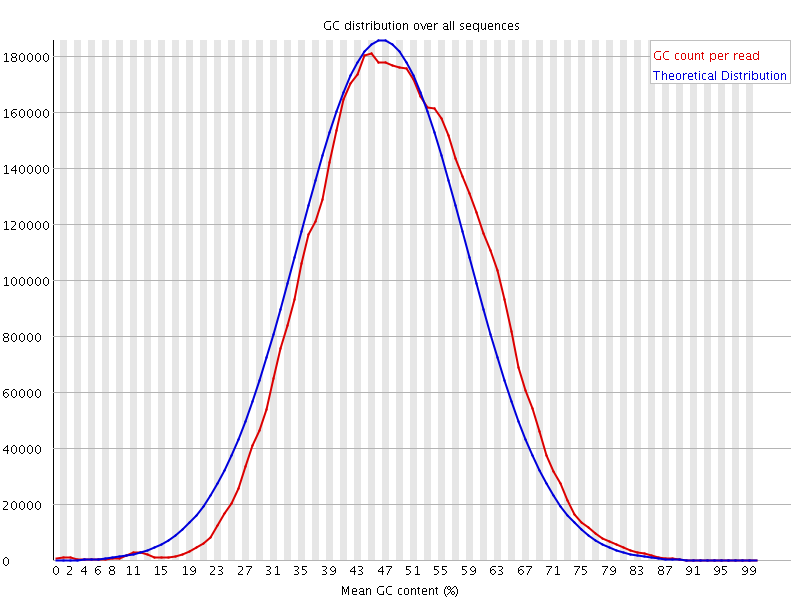 GC distribution over all sequences
GC count per read
Theoretical Distribution
180000
160000
140000
120000
100000
80000
60000
40000
20000
0
0 2 4 6 8 11 15 19 23 27 31 35 39 43 47 51 55 59 63 67 71 75 79 83 87 91 95 99
Mean GC content (%)